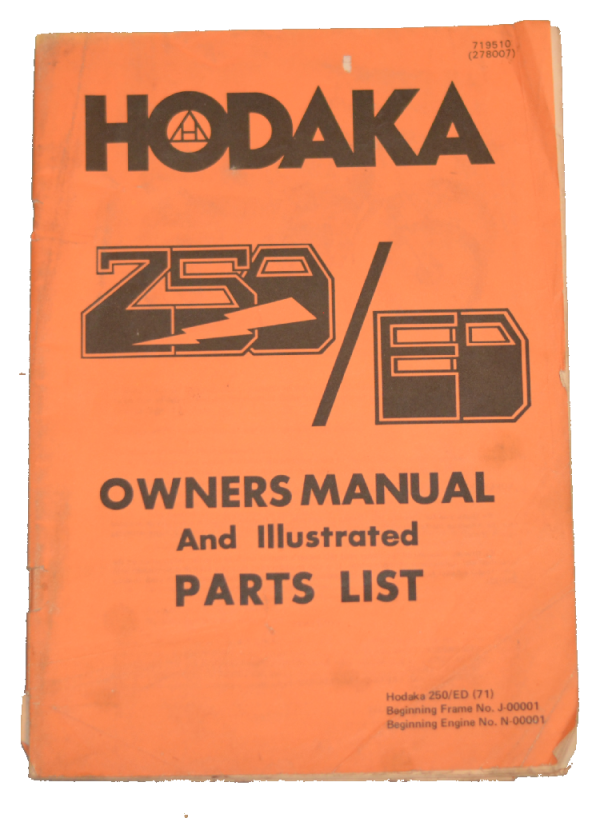 719510
(278007)
HODAKA
250/ED
OWNERS MANUAL
And Illustrated
PARTS LIST
Hodaka 250/ED (71)
Beginning Frame No. J-00001
Beginning Engine No. N-00001